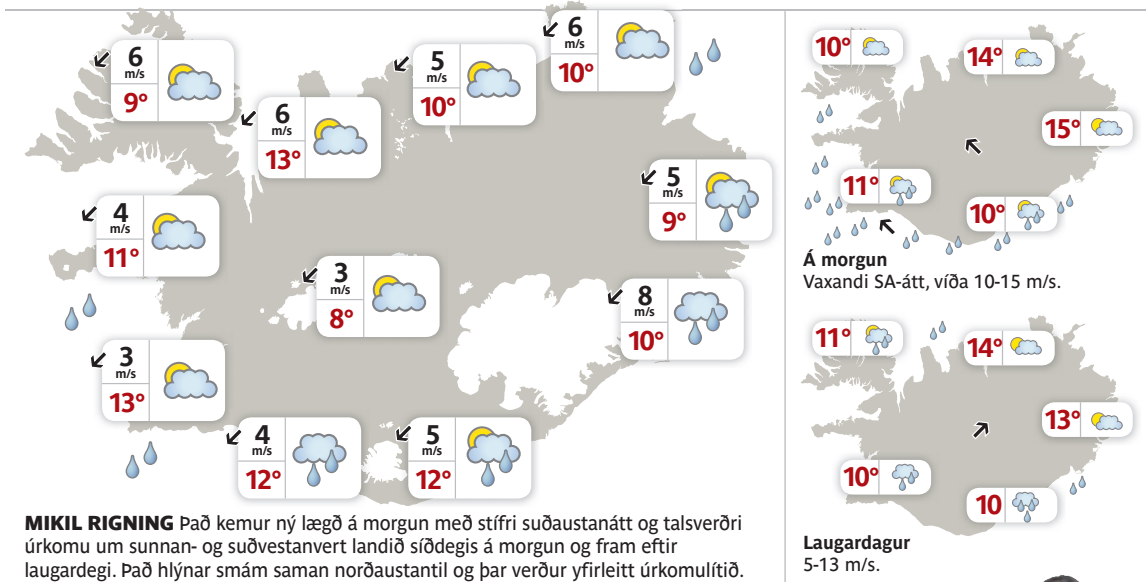 6
m/s
9°
6
m/s
13°
5
m/s
10°
6
m/s
10°
4
m/s
11°
3
m/s
8°
5
m/s
9°
8
m/s
10°
3
m/s
13°
4
m/s
12°
5
m/s
12°
MIKIL RIGNING Það kemur ný lægð á morgun með stífri suðaustanátt og talsverðri
úrkomu um sunnan- og suðvestanvert landið síðdegis á morgun og fram eftir
laugardegi. Það hlýnar smám saman norðaustantil og þar verður yfirleitt úrkomulítið.
10°
14°
15°
11°
10°
Á morgun
Vaxandi SA-átt, víða 10-15 m/s.
11°
14°
13°
10°
10
Laugardagur
5-13 m/s.